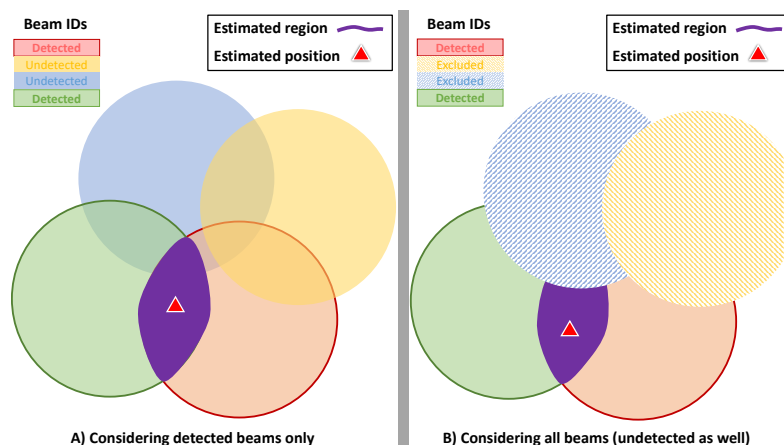 Beam IDs
Detected
Undetected
Undetected
Detected
Estimated region
Estimated position
A) Considering detected beams only
Beam IDs
Detected
Excluded
Excluded
Detected
Estimated region
Estimated position
B) Considering all beams (undetected as well)